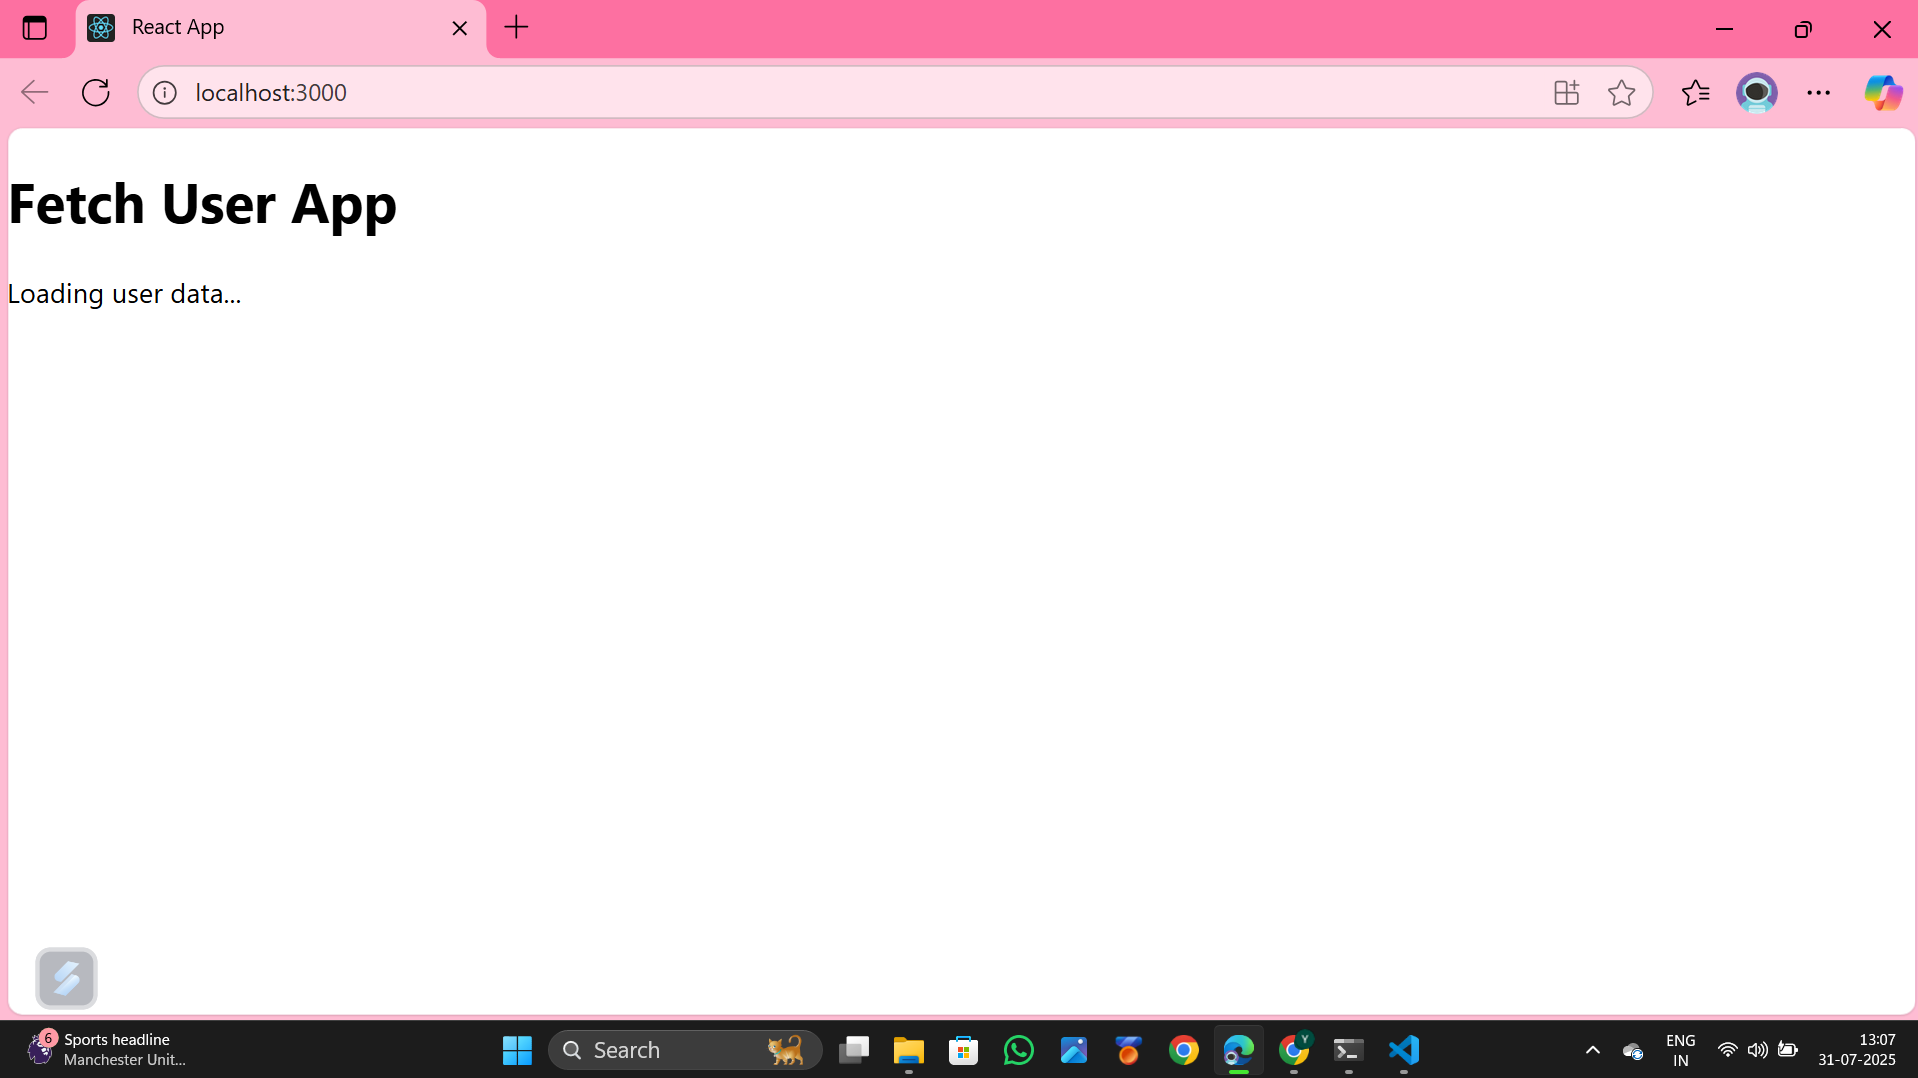 React App
localhost:3000
Fetch User App
Loading user data...
6
Sports headline
Manchester Unit...
Search
Y
ENG
IN
13:07
31-07-2025